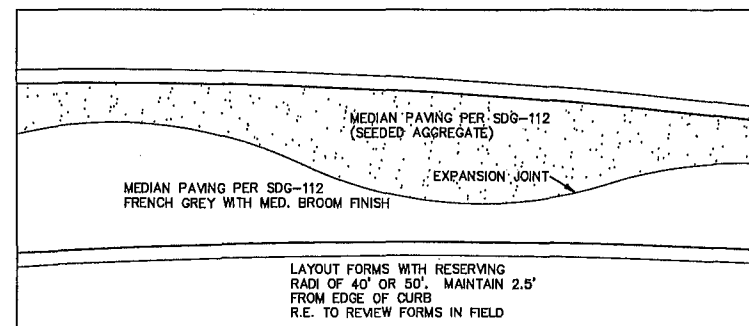 MEDIAN PAVING PER SDG-112
(SEEDED AGGREGATE)
EXPANSION JOINT
MEDIAN PAVING PER SDG-112
FRENCH GREY WITH MED. BROOM FINISH
LAYOUT FORMS WITH RESERVING
RADI OF 40' OR 50'. MAINTAIN 2.5'
FROM EDGE OF CURB
R.E. TO REVIEW FORMS IN FIELD